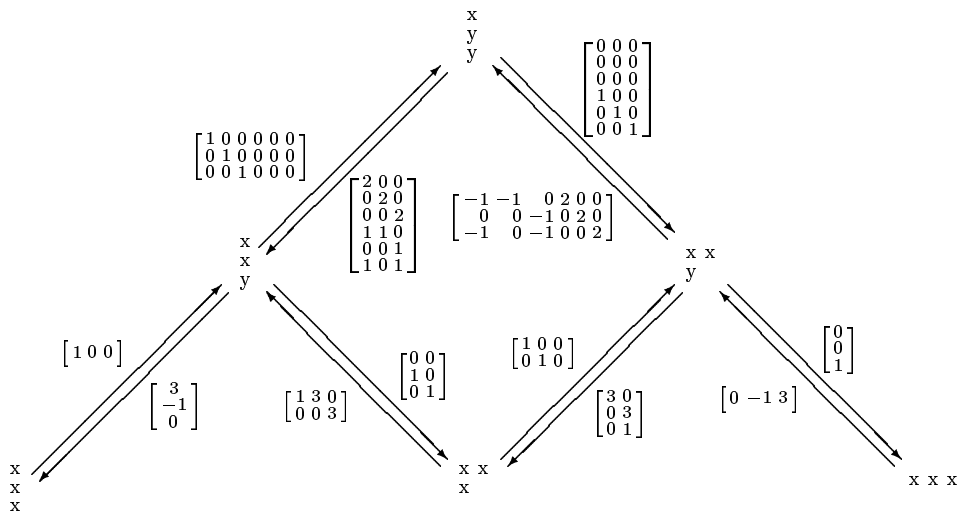 x
y
y
[0 0 0
0 0 0
0 0 0
1 0 0
0 1 0
0 0 1]
[1 0 0 0 0 0
0 1 0 0 0 0
0 0 1 0 0 0]
[2 0 0
0 2 0
0 0 2
1 1 0
0 0 1
1 0 1]
[−1 −1 0 2 0 0
0 0 −1 0 2 0
−1 0 −1 0 0 2]
x
x
y
x x
y
[1 0 0]
[3
−1
0]
[1 3 0
0 0 3]
[0 0
1 0
0 1]
[1 0 0
0 1 0]
[3 0
0 3
0 1]
[0 −1 3]
[0
0
1]
x
x
x
x x
x
x x x